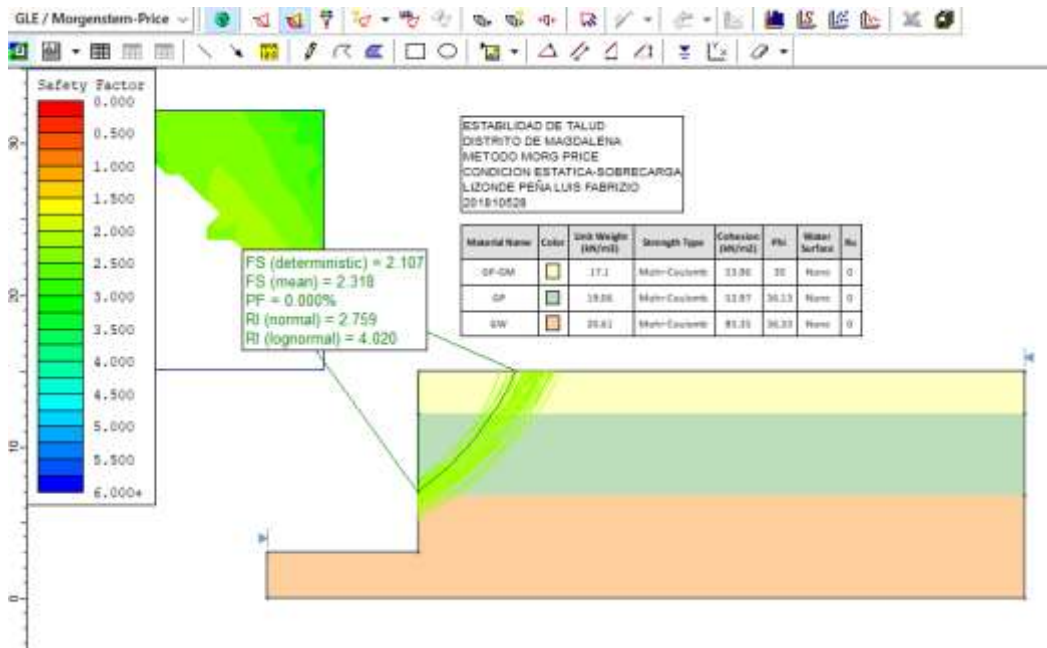 GLE / Morgenstern-Price
Safety Factor
0.000
0.500
1.000
1.500
2.000
2.500
3.000
3.500
4.000
4.500
5.000
5.500
6.000+
ESTABILIDAD DE TALUD
DISTRITO DE MAGDALENA
METODO MORG PRICE
CONDICION ESTATICA-SOBRECARGA
LIZONDE PEÑA LUIS FABRIZIO
201810528
Material Name Color Unit Weight (kN/m3) Strength Type Cohesion (kN/m2) Phi Water Surface Ru
GP-GM 17.1 Mohr-Coulomb 30 None 0
GP 19.06 Mohr-Coulomb 36.13 None 0
GW 20.61 Mohr-Coulomb None 0
FS (deterministic) = 2.107
FS (mean) = 2.318
PF = 0.000%
RI (normal) = 2.759
RI (lognormal) = 4.020
30
20
10
0